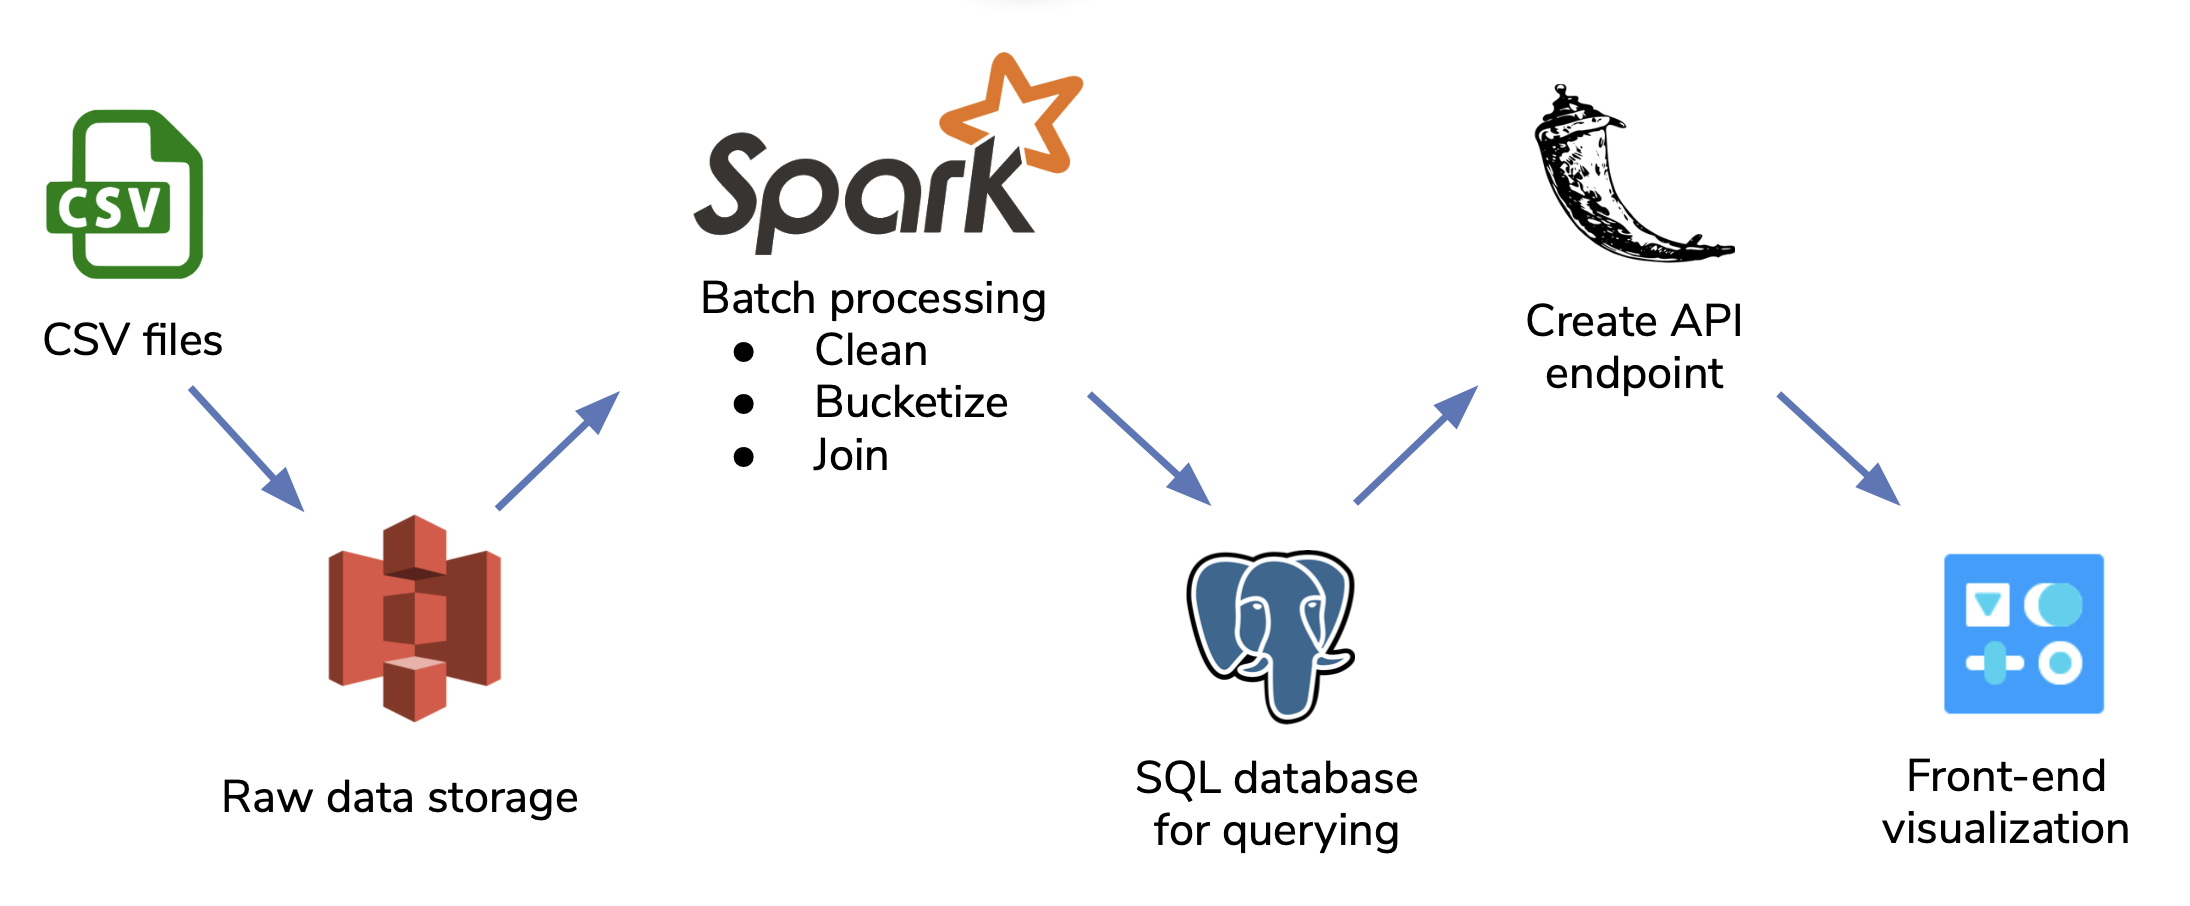 CSV
CSV files
Raw data storage
Spark
Batch processing
● Clean
● Bucketize
● Join
SQL database
for querying
Create API
endpoint
Front-end
visualization